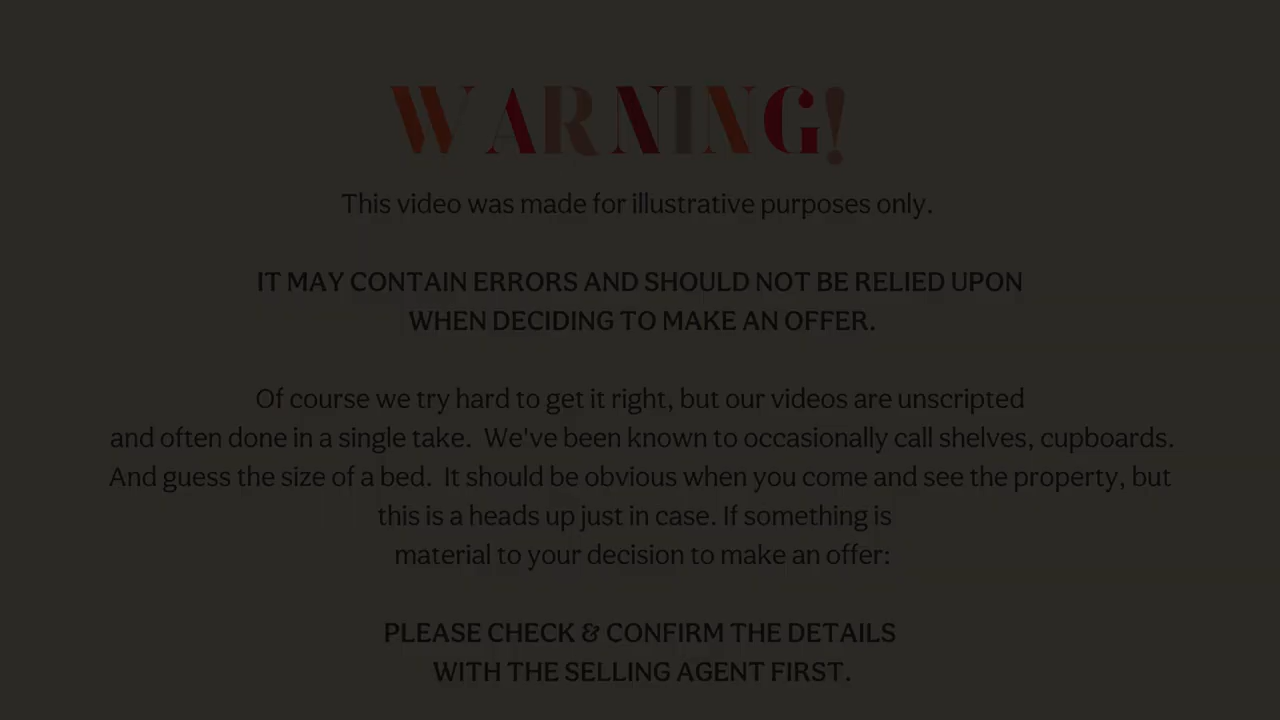 WARNING!
This video was made for illustrative purposes only.
IT MAY CONTAIN ERRORS AND SHOULD NOT BE RELIED UPON
WHEN DECIDING TO MAKE AN OFFER.
Of course we try hard to get it right, but our videos are unscripted
and often done in a single take.  We've been known to occasionally call shelves, cupboards.
And guess the size of a bed.  It should be obvious when you come and see the property, but
this is a heads up just in case. If something is
material to your decision to make an offer:
PLEASE CHECK & CONFIRM THE DETAILS
WITH THE SELLING AGENT FIRST.